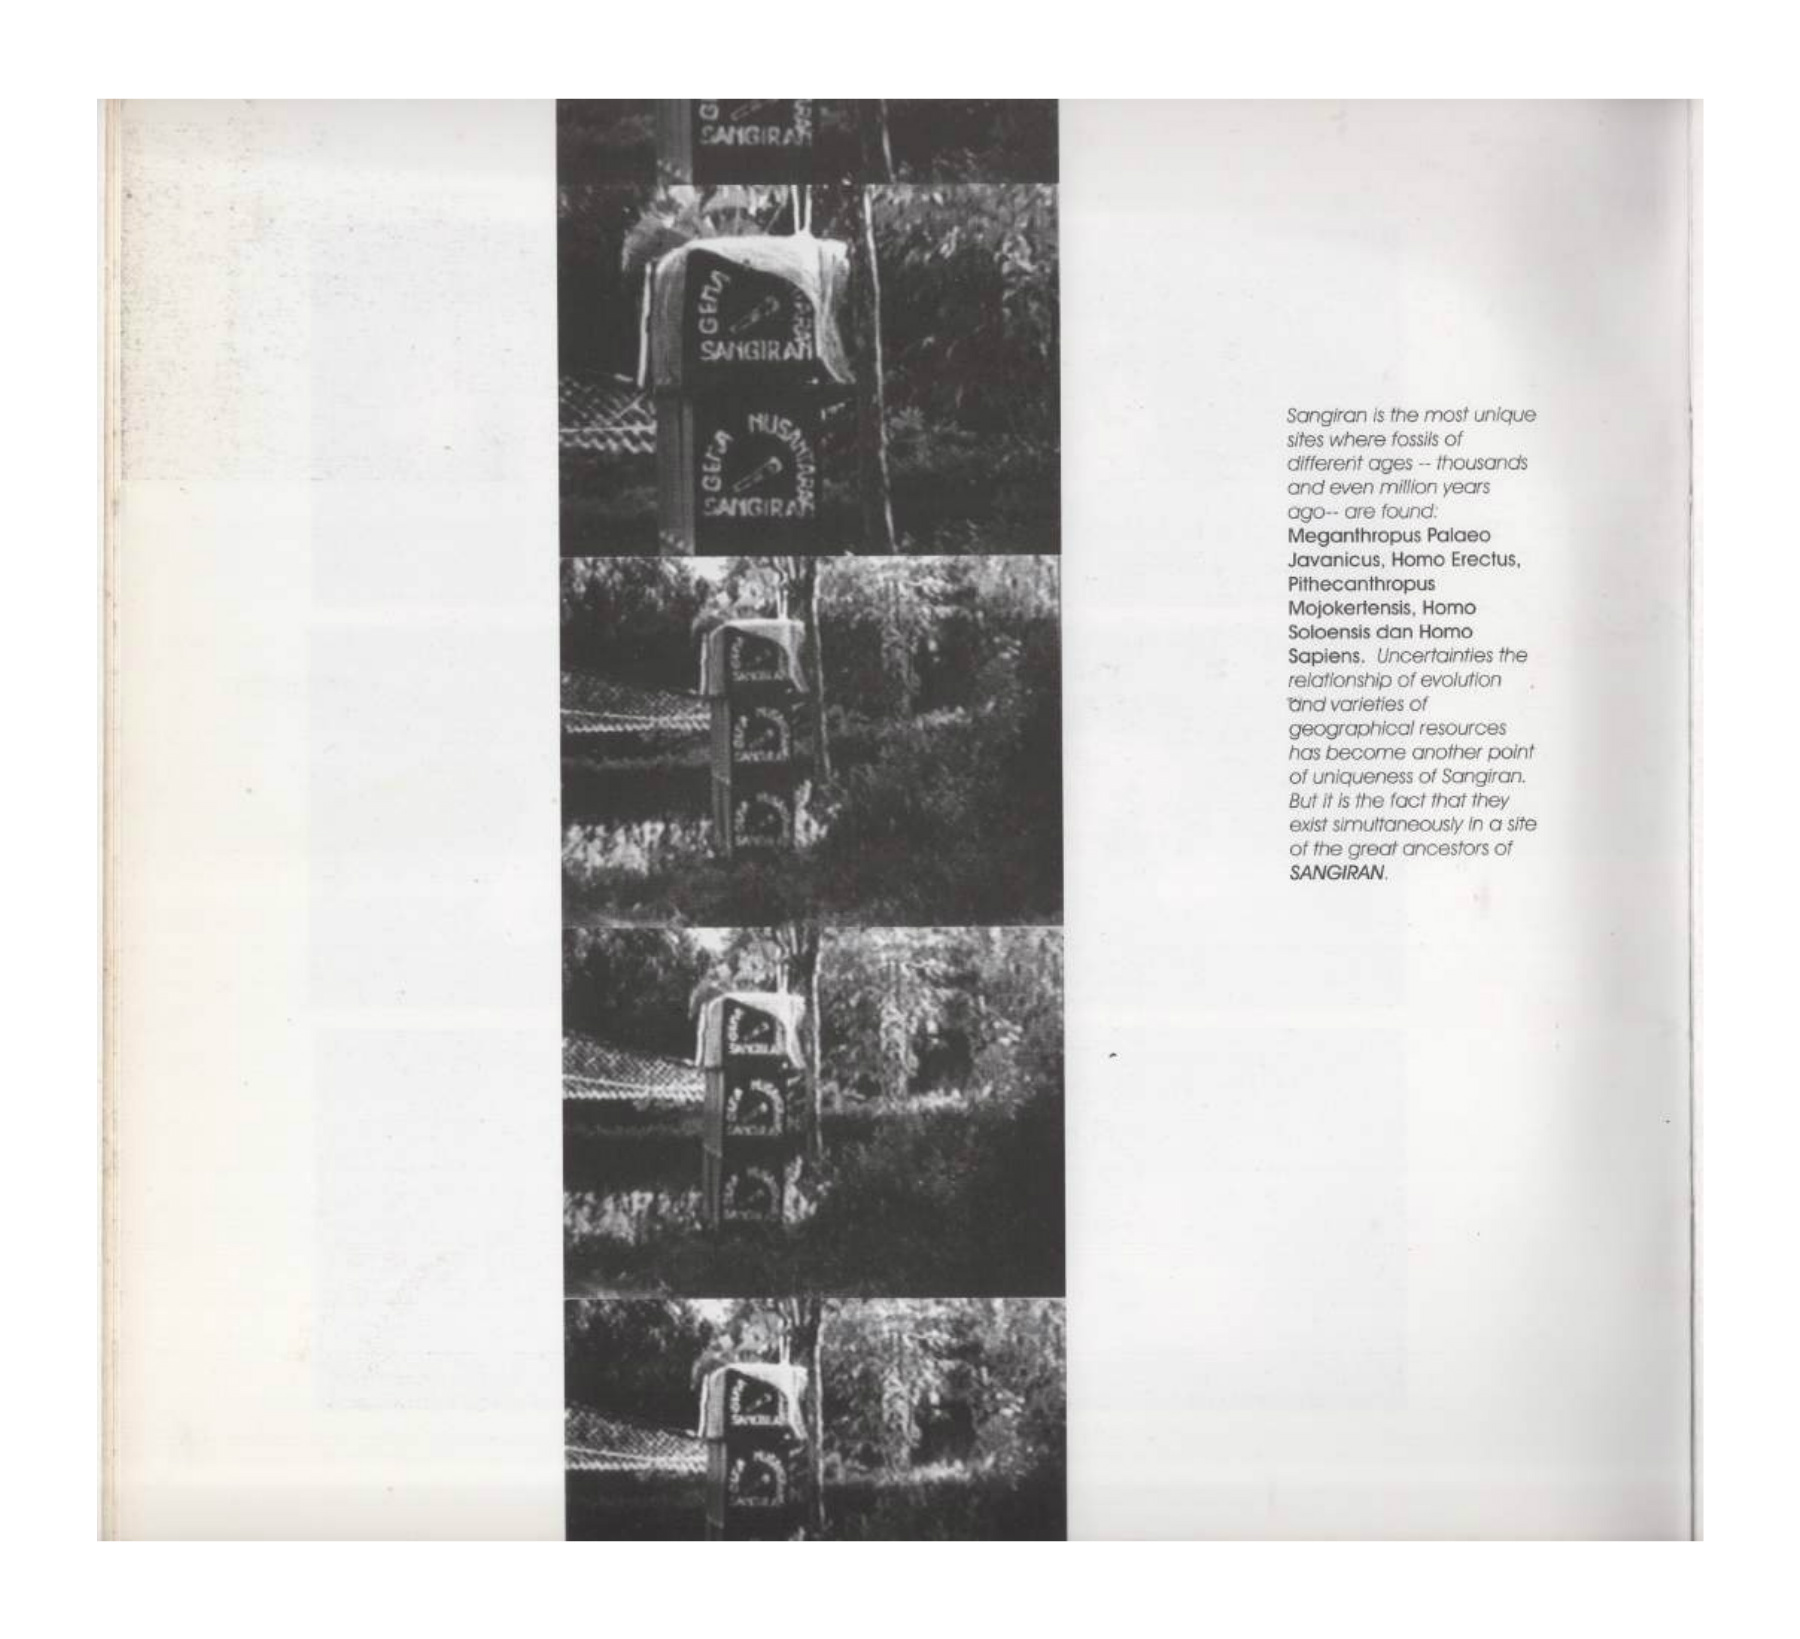 SANGIRAN
GEMA
SANGIRAN
NUSANTARA
GEMA
SANGIRAN
SANGIRAN
SANGIRAN
Sangiran is the most unique
sites where fossils of
different ages -- thousands
and even million years
ago-- are found:
Meganthropus Palaeo
Javanicus, Homo Erectus,
Pithecanthropus
Mojokertensis, Homo
Soloensis dan Homo
Sapiens. Uncertainties the
relationship of evolution
and varieties of
geographical resources
has become another point
of uniqueness of Sangiran.
But it is the fact that they
exist simultaneously in a site
of the great ancestors of
SANGIRAN.